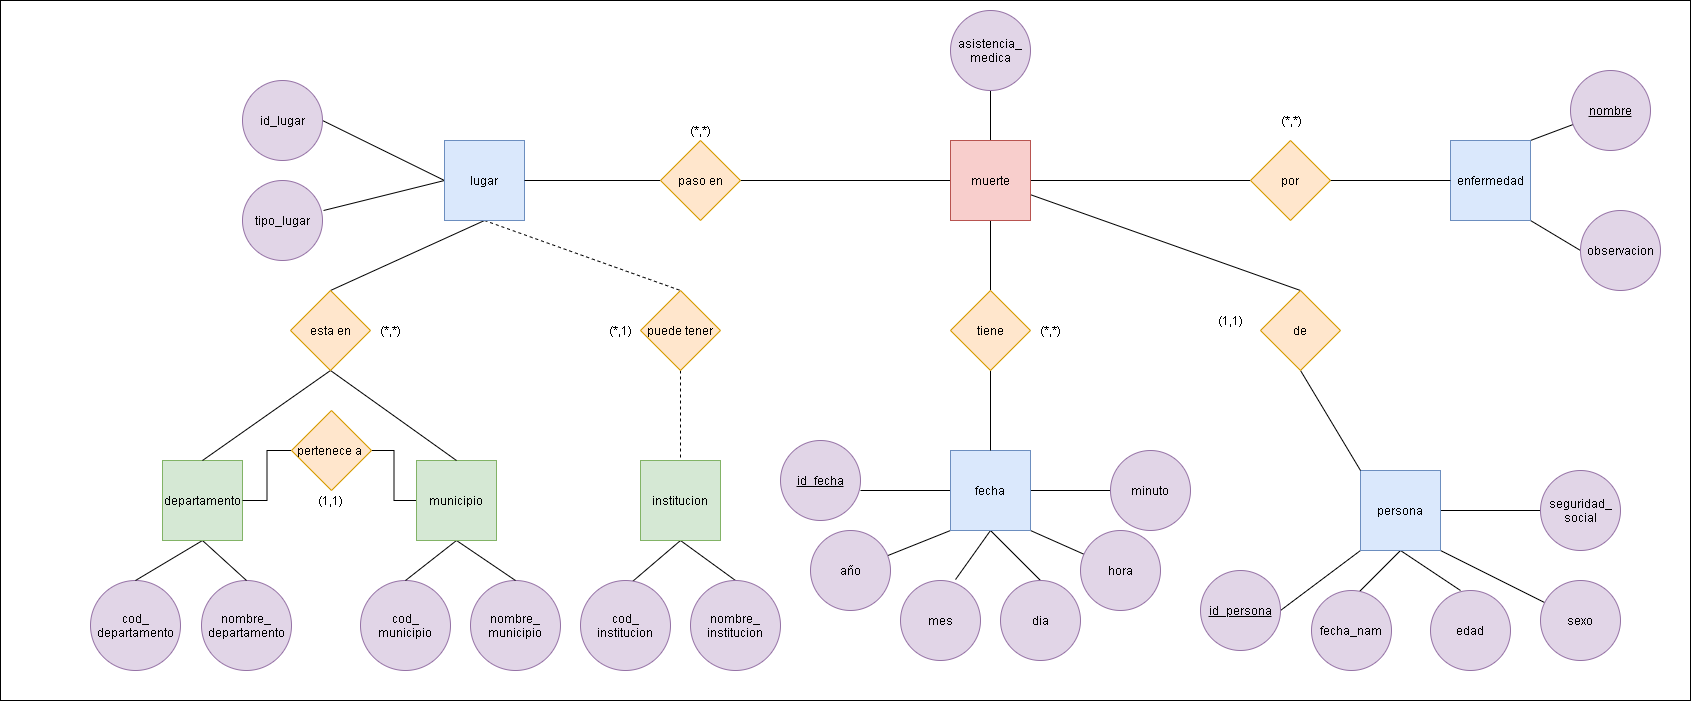 asistencia_
medica
id_lugar
tipo_lugar
lugar
(*,*)
paso en
muerte
(*,*)
por
enfermedad
nombre
observacion
esta en
(*,*)
(*,1)
puede tener
tiene
(*,*)
(1,1)
de
departamento
pertenece a
(1,1)
municipio
institucion
id_fecha
fecha
minuto
persona
seguridad_
social
año
mes
dia
hora
id_persona
fecha_nam
edad
sexo
cod_
departamento
nombre_
departamento
cod_
municipio
nombre_
municipio
cod_
institucion
nombre_
institucion